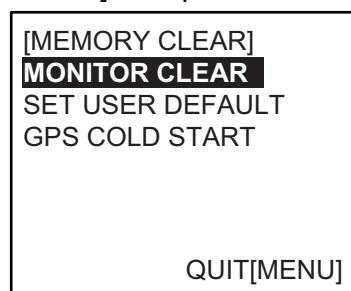 [MEMORY CLEAR]
MONITOR CLEAR
SET USER DEFAULT
GPS COLD START
QUIT[MENU]